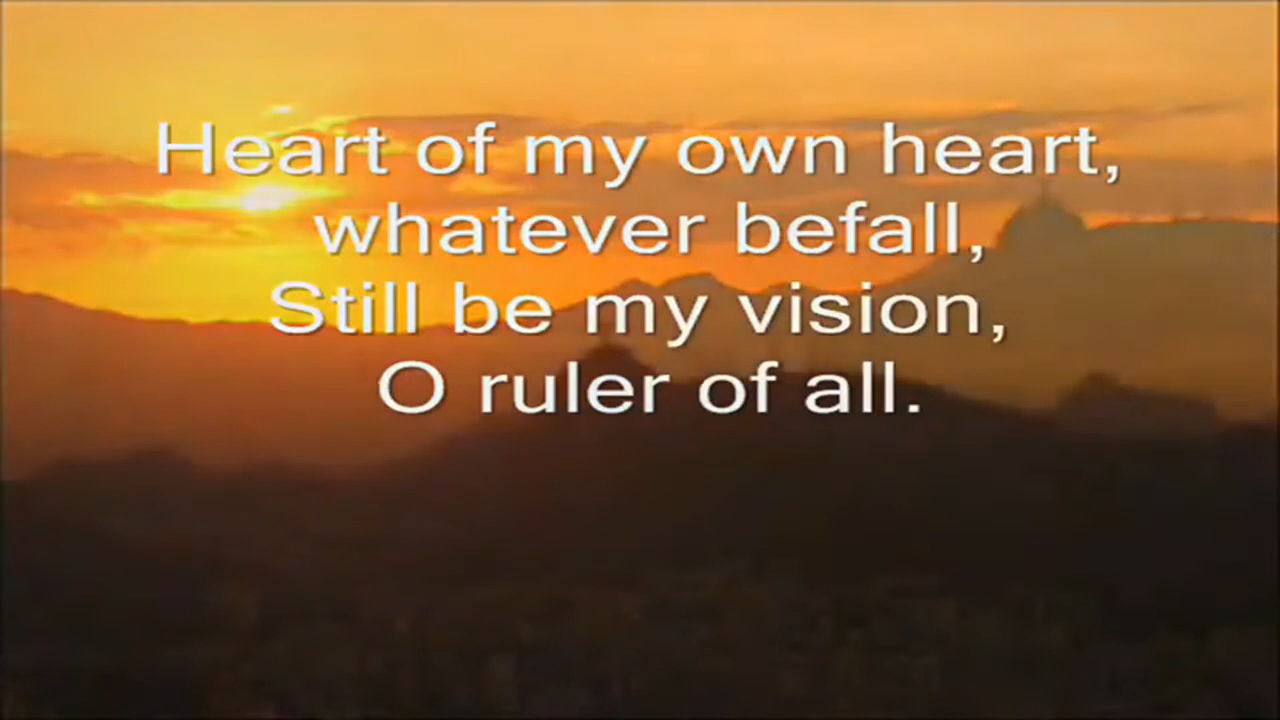 Heart of my own heart,
whatever befall,
Still be my vision,
O ruler of all.